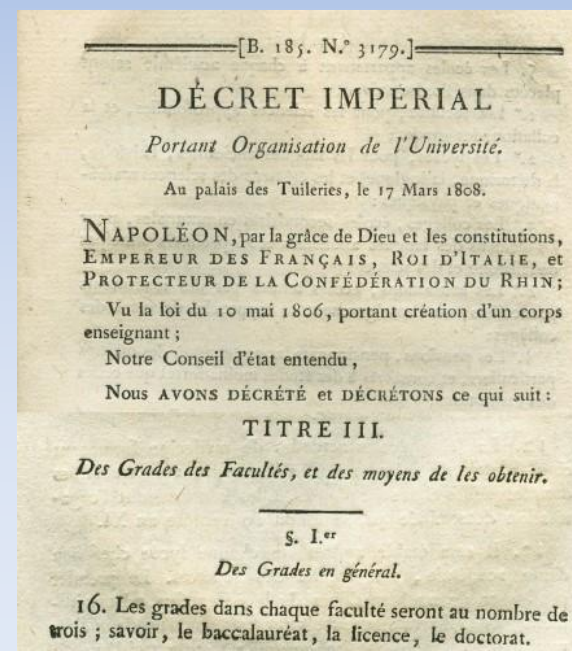 [B. 185. N.° 3179.]
DÉCRET IMPÉRIAL
Portant Organisation de l'Université.
Au palais des Tuileries, le 17 Mars 1808.
NAPOLÉON, par la grâce de Dieu et les constitutions,
EMPEREUR DES FRANÇAIS, ROI D'ITALIE, et
PROTECTEUR DE LA CONFÉDÉRATION DU RHIN;
Vu la loi du 10 mai 1806, portant création d'un corps
enseignant;
Notre Conseil d'état entendu,
Nous AVONS DÉCRÉTÉ et DÉCRÉTONS ce qui suit:
TITRE III.
Des Grades des Facultés, et des moyens de les obtenir.
§. I.er
Des Grades en général.
16. Les grades dans chaque faculté seront au nombre de
trois; savoir, le baccalauréat, la licence, le doctorat.